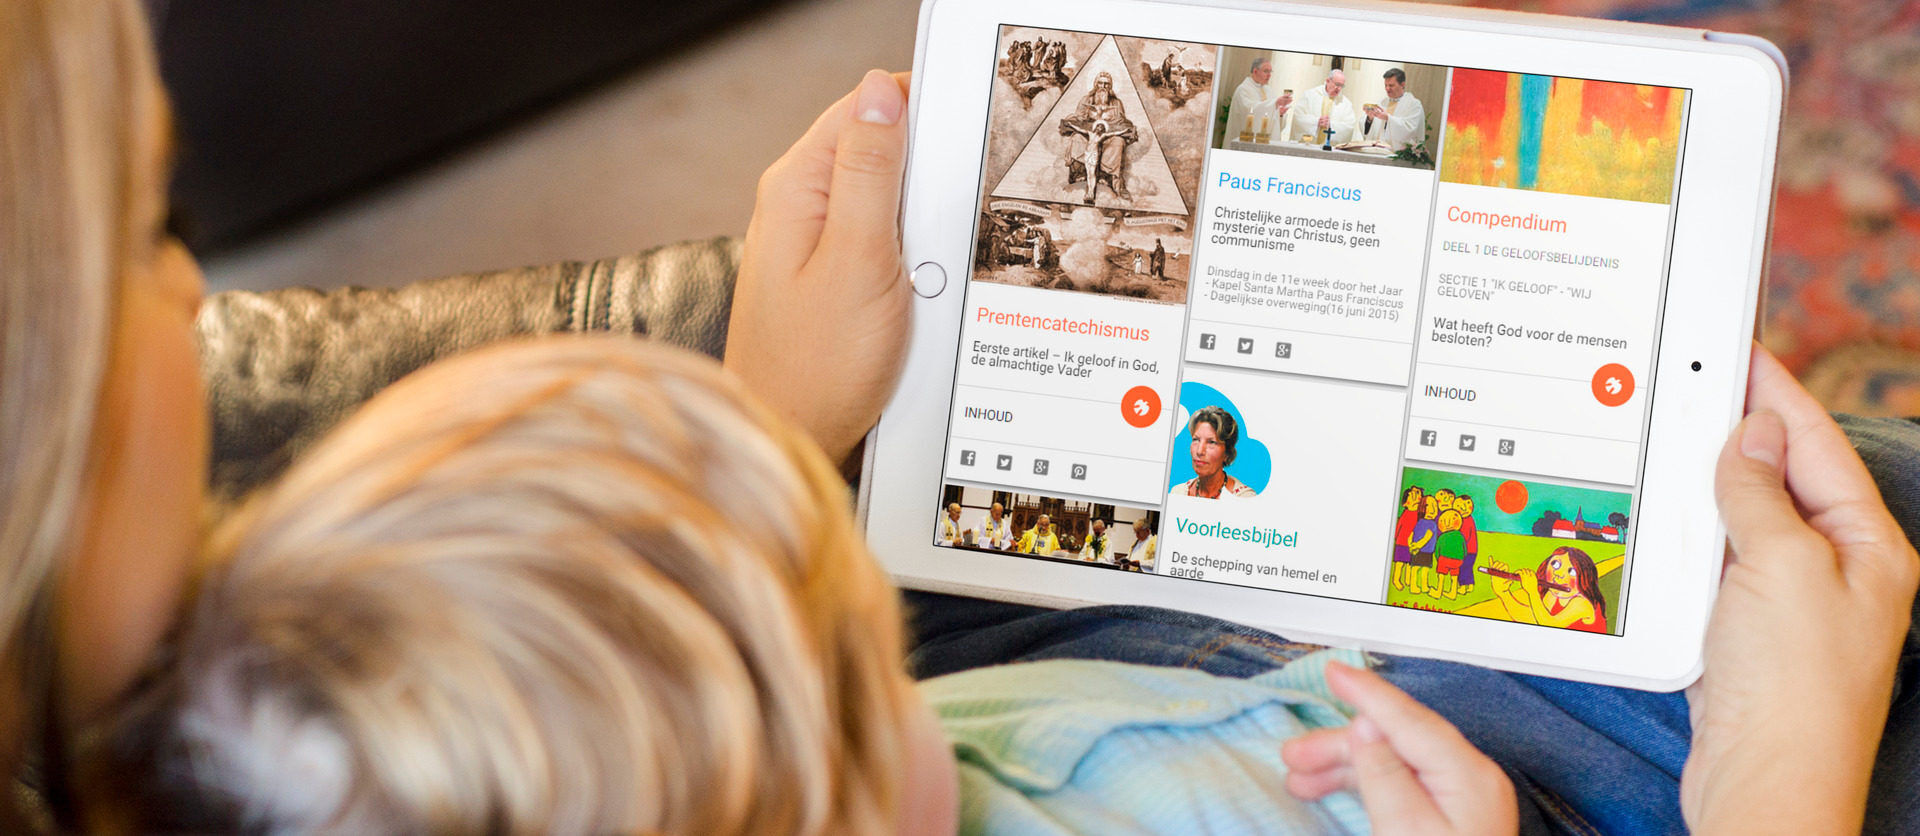 Prentencatechismus
Eerste artikel – Ik geloof in God,
de almachtige Vader
INHOUD
Paus Franciscus
Christelijke armoede is het
mysterie van Christus, geen
communisme
Dinsdag in de 11e week door het Jaar
- Kapel Santa Martha Paus Franciscus
- Dagelijkse overweging(16 juni 2015)
Voorleesbijbel
De schepping van hemel en
aarde
Compendium
DEEL 1 DE GELOOFSBELIJDENIS
SECTIE 1 "IK GELOOF" - "WIJ
GELOVEN"
Wat heeft God voor de mensen
besloten?
INHOUD